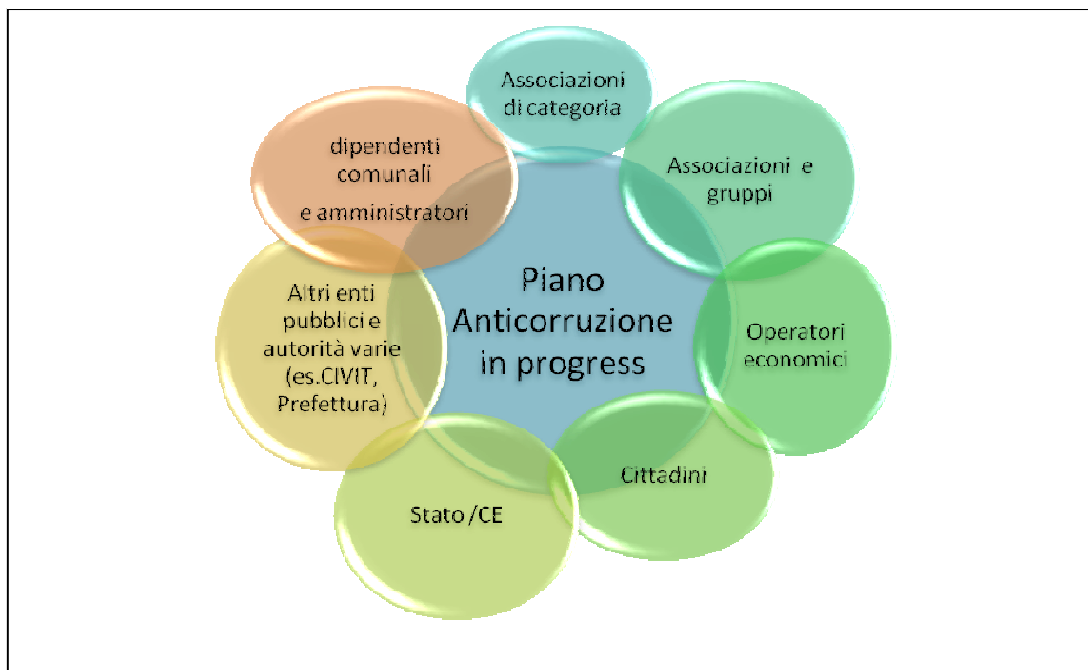 Associazioni
di categoria
Associazioni e
gruppi
Operatori
economici
Cittadini
Stato /CE
Altri enti
pubblici e
autorità varie
(es.CIVIT,
Prefettura)
dipendenti
comunali
e amministratori
Piano
Anticorruzione
in progress